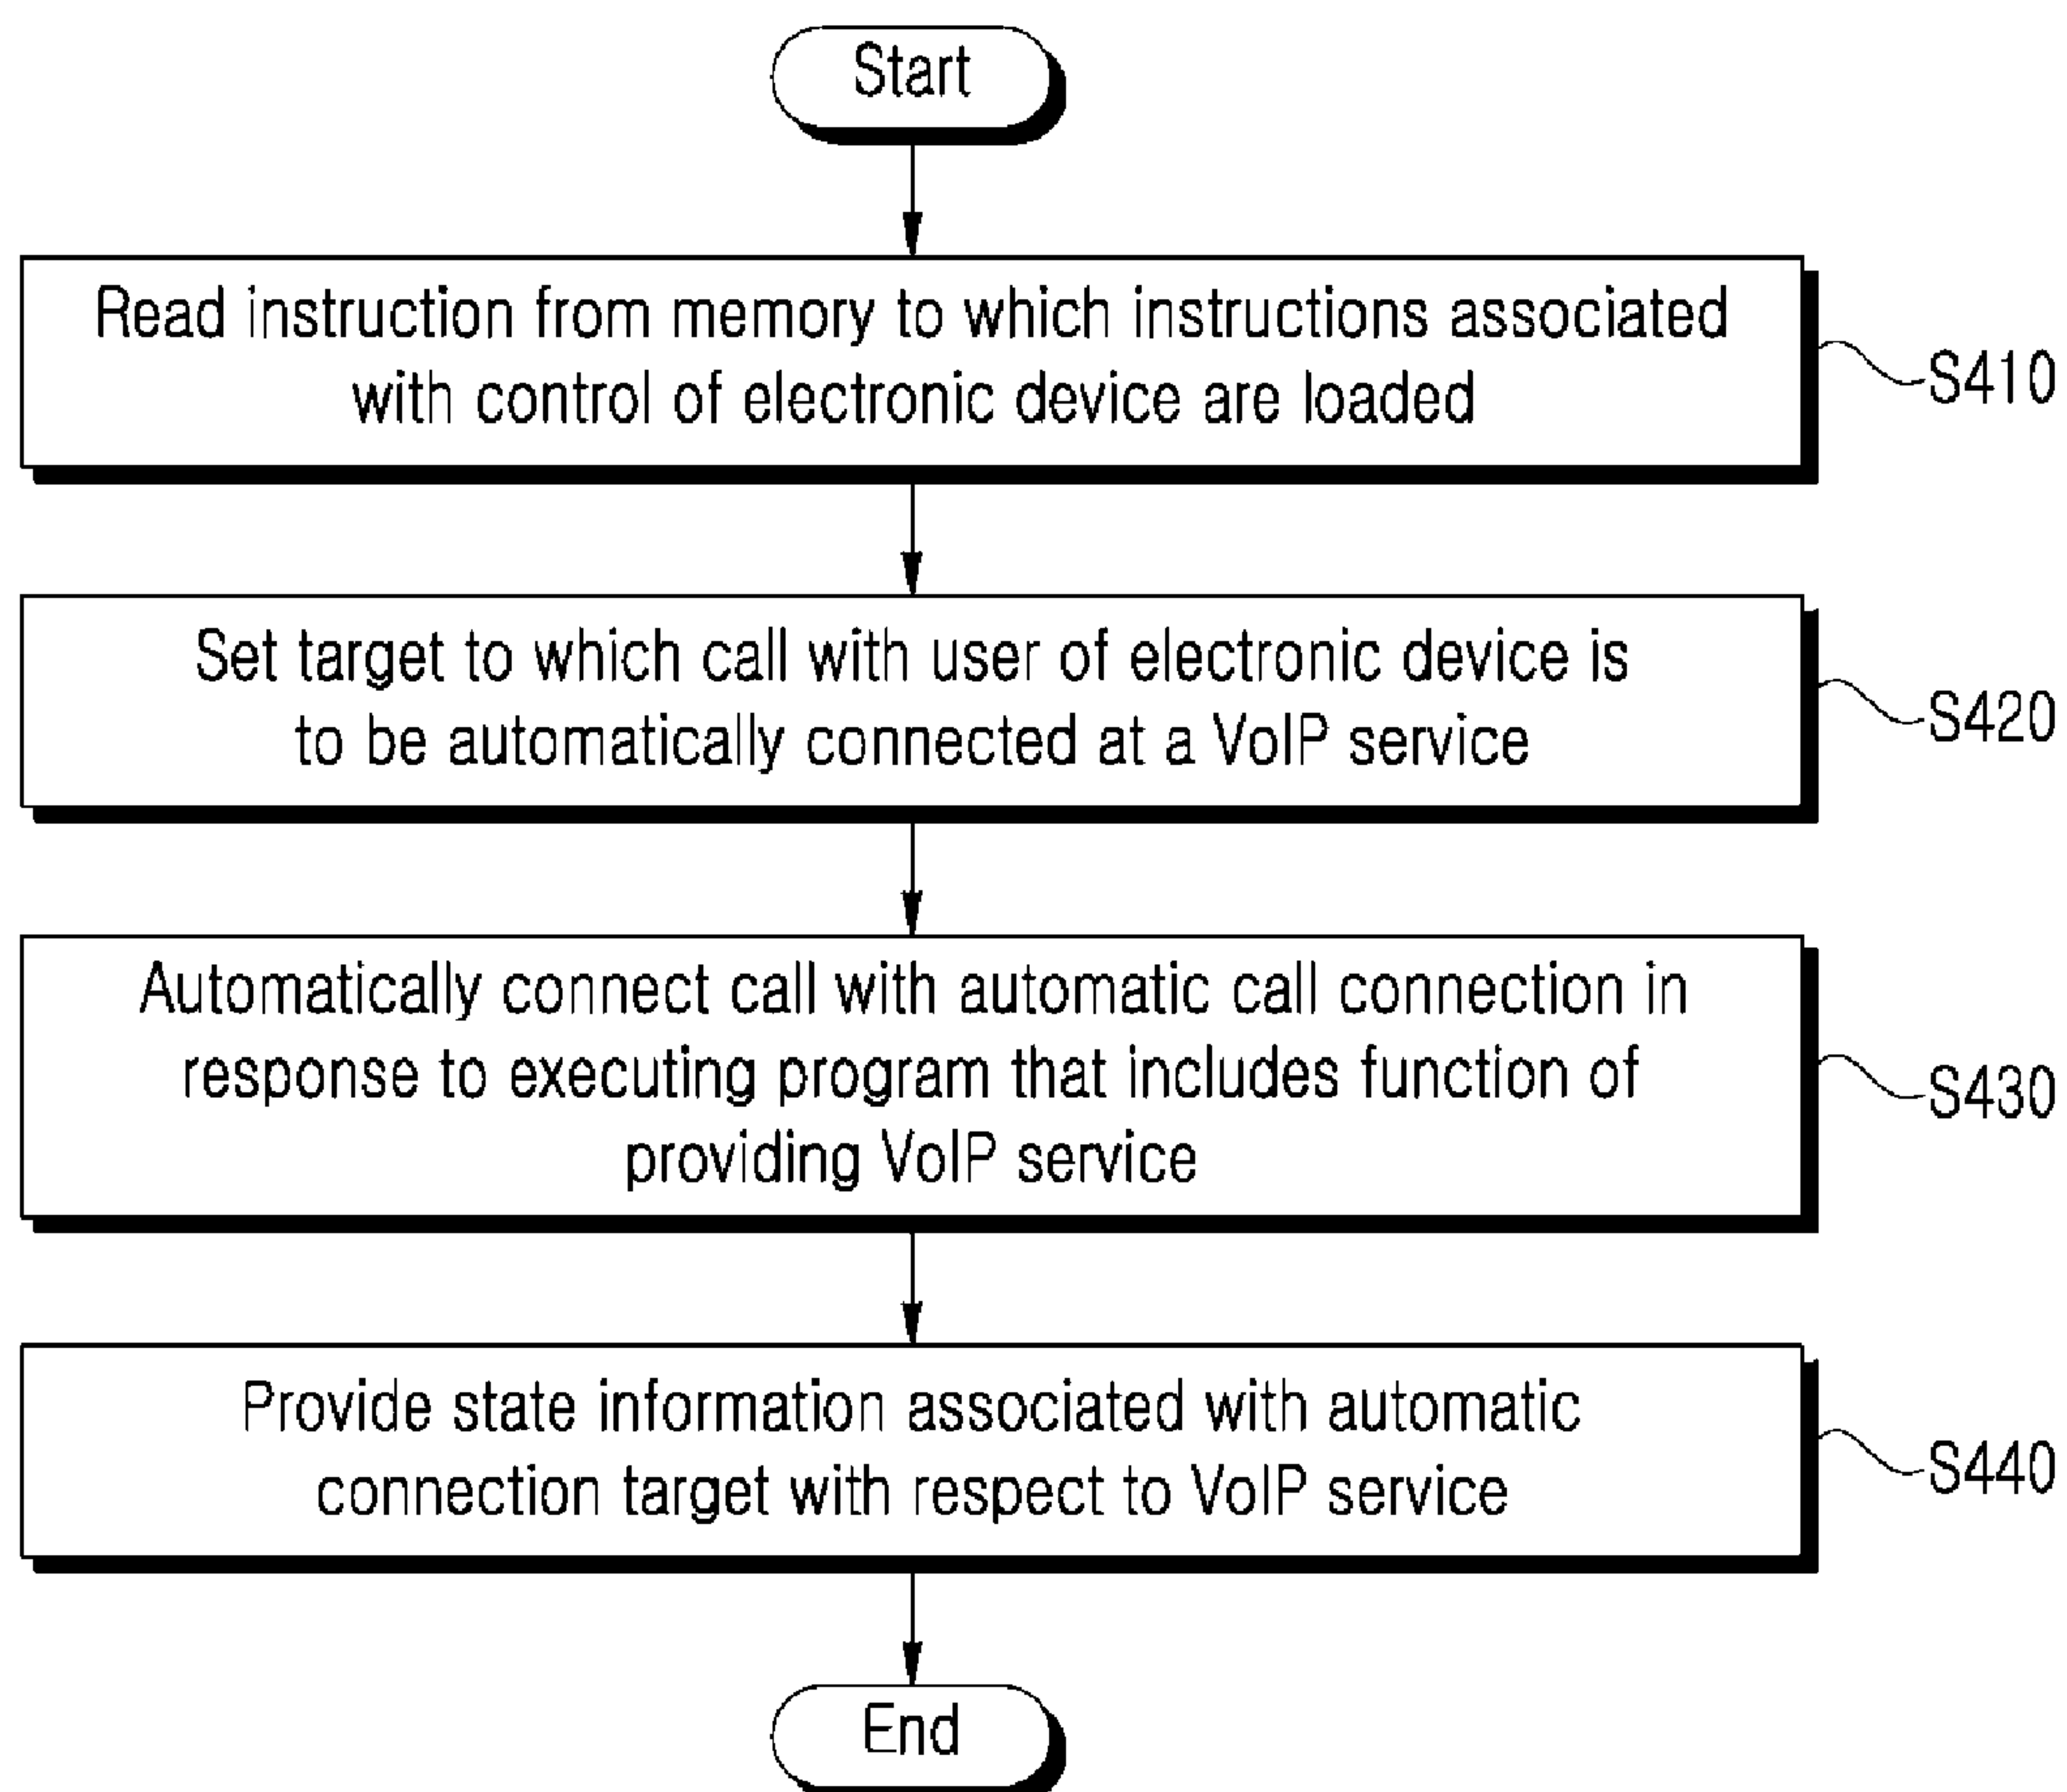 Start
Read instruction from memory to which instructions associated
with control of electronic device are loaded
S410
Set target to which call with user of electronic device is
to be automatically connected at a VoIP service
S420
Automatically connect call with automatic call connection in
response to executing program that includes function of
providing VoIP service
S430
Provide state information associated with automatic
connection target with respect to VoIP service
S440
End